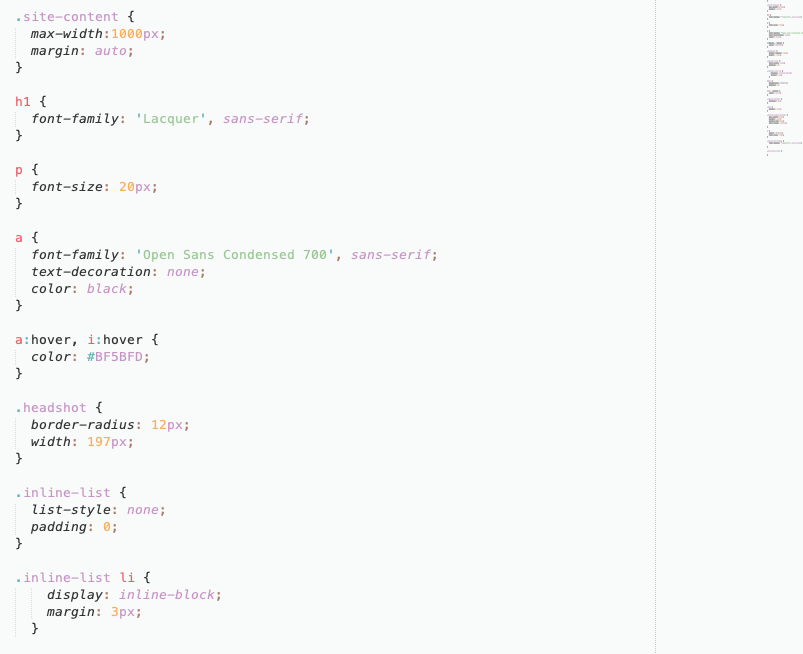 .site-content {
  max-width:1000px;
  margin: auto;
}

h1 {
  font-family: 'Lacquer', sans-serif;
}

p {
  font-size: 20px;
}

a {
  font-family: 'Open Sans Condensed 700', sans-serif;
  text-decoration: none;
  color: black;
}

a:hover, i:hover {
  color: #BF5BFD;
}

.headshot {
  border-radius: 12px;
  width: 197px;
}

.inline-list {
  list-style: none;
  padding: 0;
}

.inline-list li {
    display: inline-block;
    margin: 3px;
  }